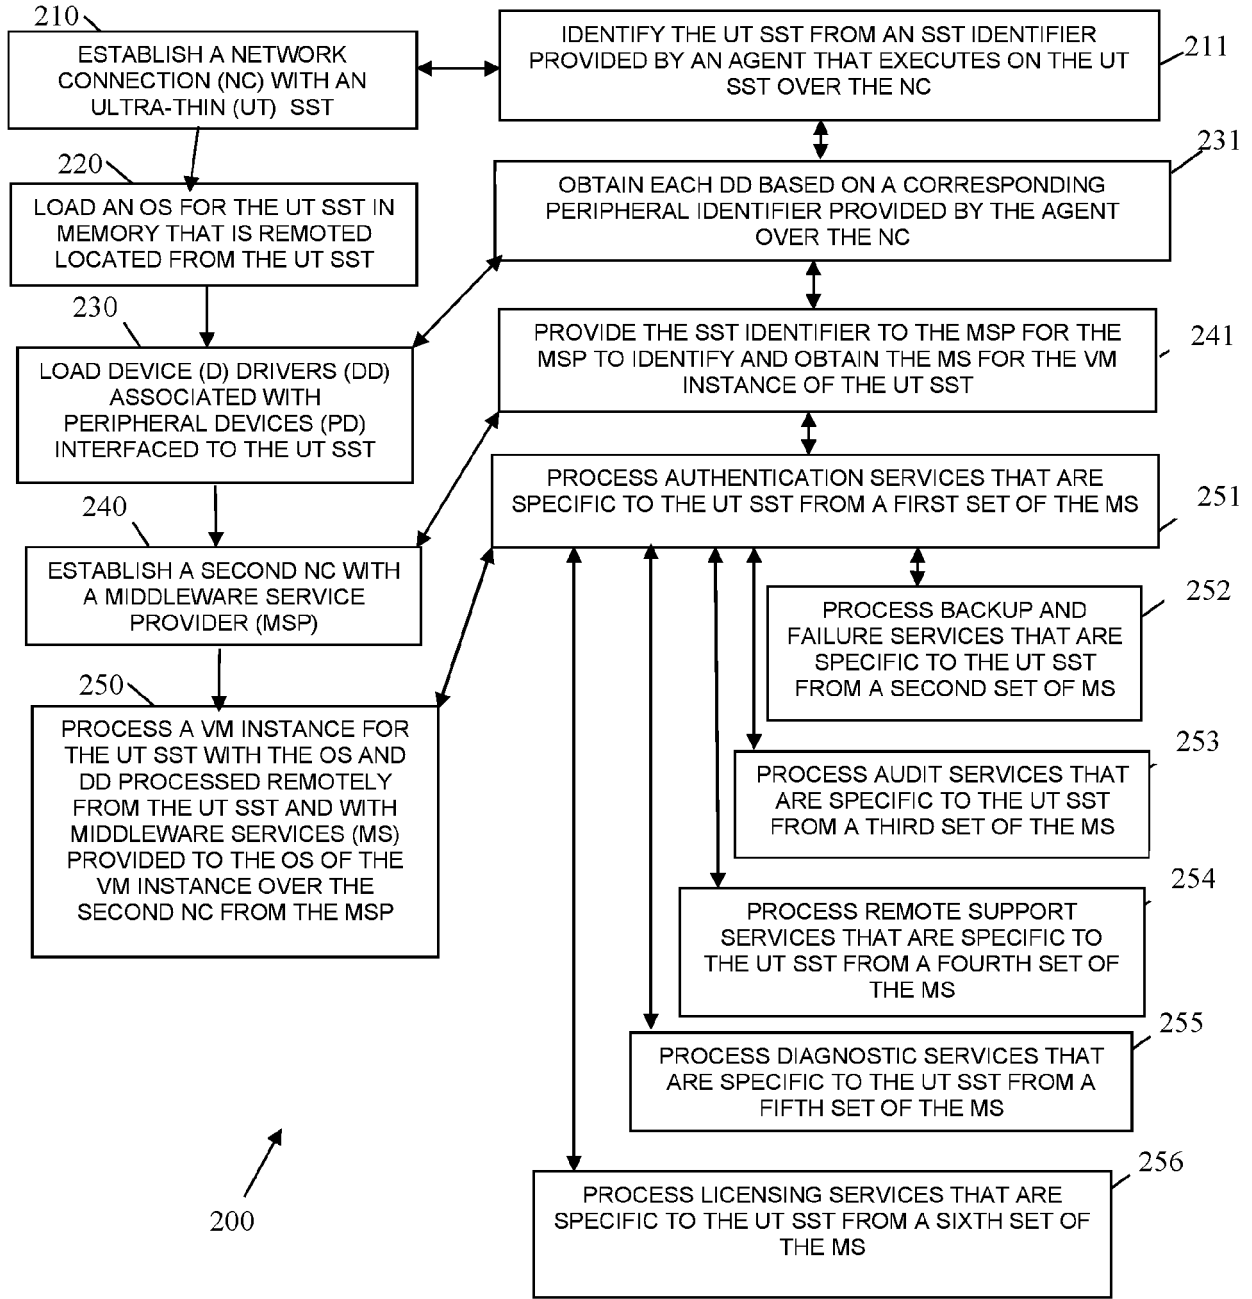 210
ESTABLISH A NETWORK
CONNECTION (NC) WITH AN
ULTRA-THIN (UT) SST
220
LOAD AN OS FOR THE UT SST IN
MEMORY THAT IS REMOTED
LOCATED FROM THE UT SST
230
LOAD DEVICE (D) DRIVERS (DD)
ASSOCIATED WITH
PERIPHERAL DEVICES (PD)
INTERFACED TO THE UT SST
240
ESTABLISH A SECOND NC WITH
A MIDDLEWARE SERVICE
PROVIDER (MSP)
250
PROCESS A VM INSTANCE FOR
THE UT SST WITH THE OS AND
DD PROCESSED REMOTELY
FROM THE UT SST AND WITH
MIDDLEWARE SERVICES (MS)
PROVIDED TO THE OS OF THE
VM INSTANCE OVER THE
SECOND NC FROM THE MSP
200
IDENTIFY THE UT SST FROM AN SST IDENTIFIER
PROVIDED BY AN AGENT THAT EXECUTES ON THE UT
SST OVER THE NC
211
OBTAIN EACH DD BASED ON A CORRESPONDING
PERIPHERAL IDENTIFIER PROVIDED BY THE AGENT
OVER THE NC
231
PROVIDE THE SST IDENTIFIER TO THE MSP FOR THE
MSP TO IDENTIFY AND OBTAIN THE MS FOR THE VM
INSTANCE OF THE UT SST
241
PROCESS AUTHENTICATION SERVICES THAT ARE
SPECIFIC TO THE UT SST FROM A FIRST SET OF THE MS
251
PROCESS BACKUP AND
FAILURE SERVICES THAT ARE
SPECIFIC TO THE UT SST
FROM A SECOND SET OF MS
252
PROCESS AUDIT SERVICES THAT
ARE SPECIFIC TO THE UT SST
FROM A THIRD SET OF THE MS
253
PROCESS REMOTE SUPPORT
SERVICES THAT ARE SPECIFIC TO
THE UT SST FROM A FOURTH SET OF
THE MS
254
PROCESS DIAGNOSTIC SERVICES THAT
ARE SPECIFIC TO THE UT SST FROM A
FIFTH SET OF THE MS
255
PROCESS LICENSING SERVICES THAT ARE
SPECIFIC TO THE UT SST FROM A SIXTH SET OF
THE MS
256